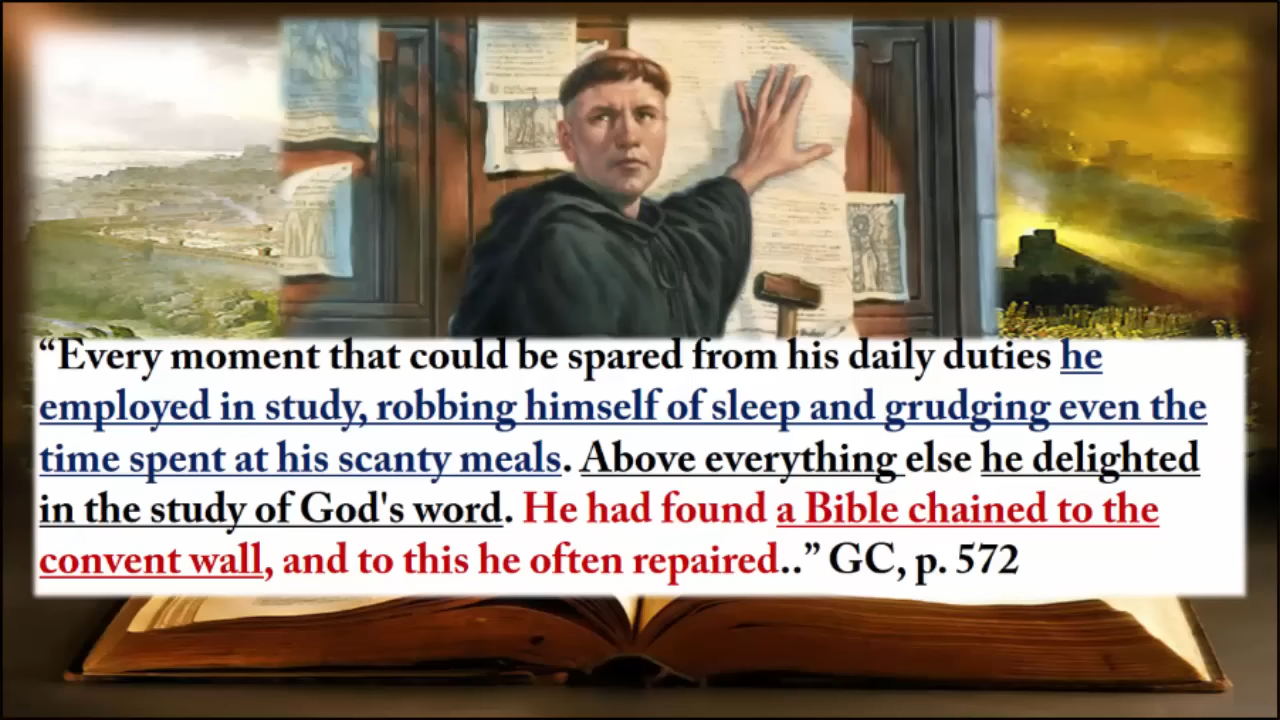 “Every moment that could be spared from his daily duties he
employed in study, robbing himself of sleep and grudging even the
time spent at his scanty meals. Above everything else he delighted
in the study of God's word. He had found a Bible chained to the
convent wall, and to this he often repaired..” GC, p. 572